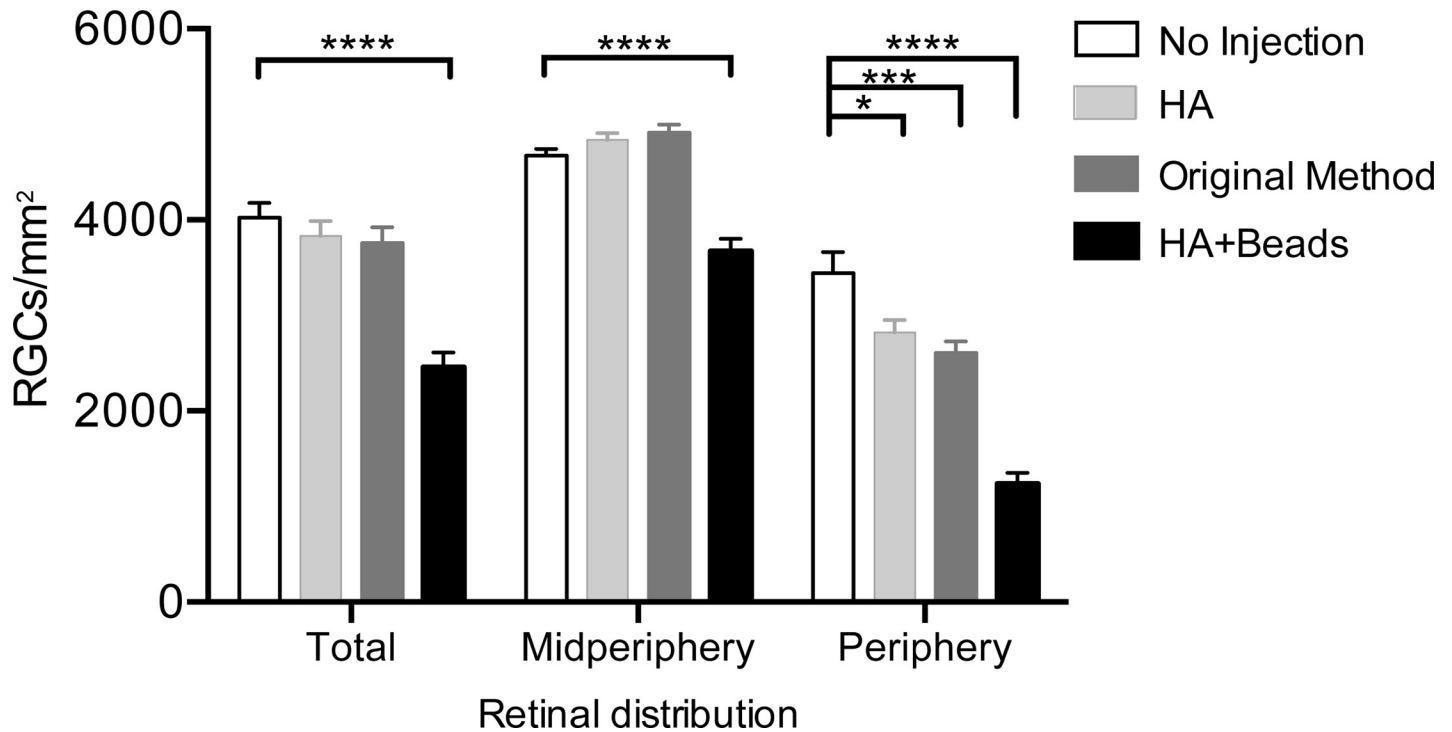 6000
4000
2000
0
RGCs/mm²
****
****
****
***
*
No Injection
HA
Original Method
HA+Beads
Total
Midperiphery
Periphery
Retinal distribution